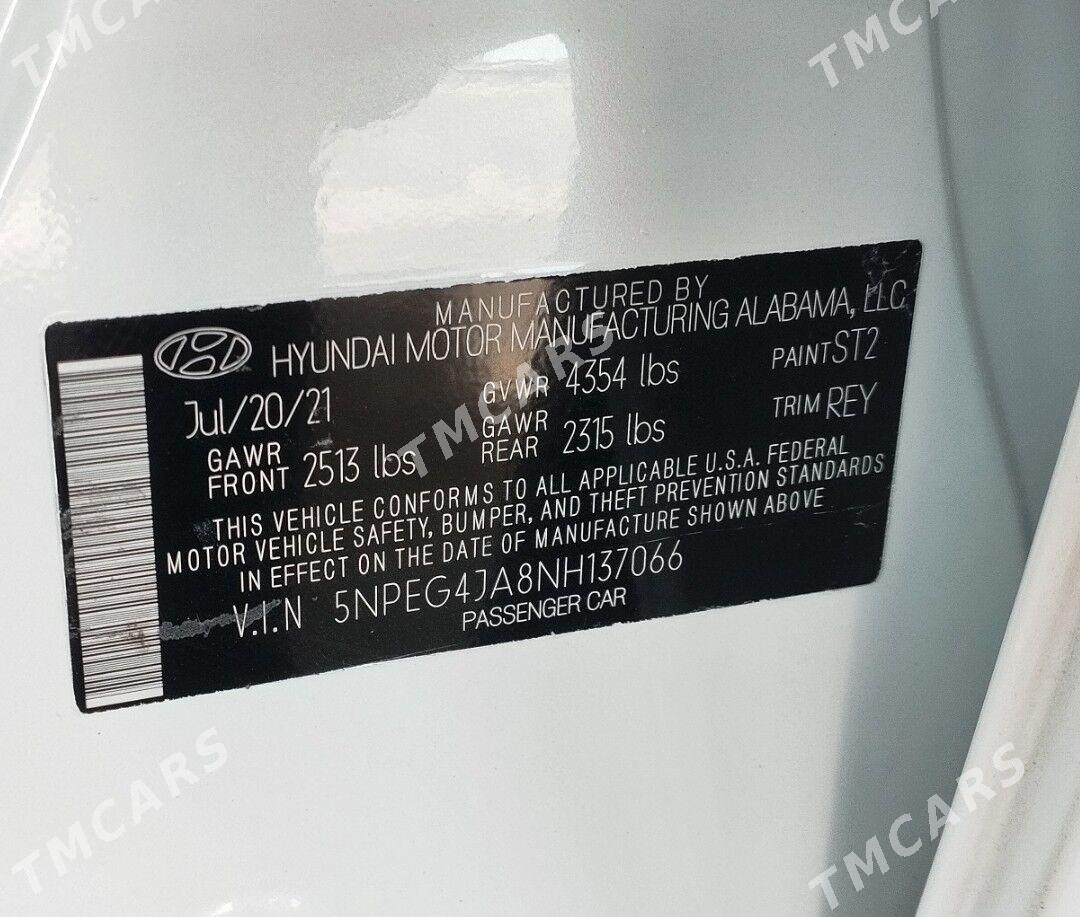 MANUFACTURED BY
HYUNDAI MOTOR MANUFACTURING ALABAMA, LLC
Jul/20/21 GVWR 4354 lbs PAINT ST2
GAWR FRONT 2513 lbs GAWR REAR 2315 lbs TRIM REY
THIS VEHICLE CONFORMS TO ALL APPLICABLE U.S.A. FEDERAL
MOTOR VEHICLE SAFETY, BUMPER, AND THEFT PREVENTION STANDARDS
IN EFFECT ON THE DATE OF MANUFACTURE SHOWN ABOVE
V.I.N 5NPEG4JA8NH137066
PASSENGER CAR
TMCARS
TMCARS
TMCARS
TMCARS
TMCARS